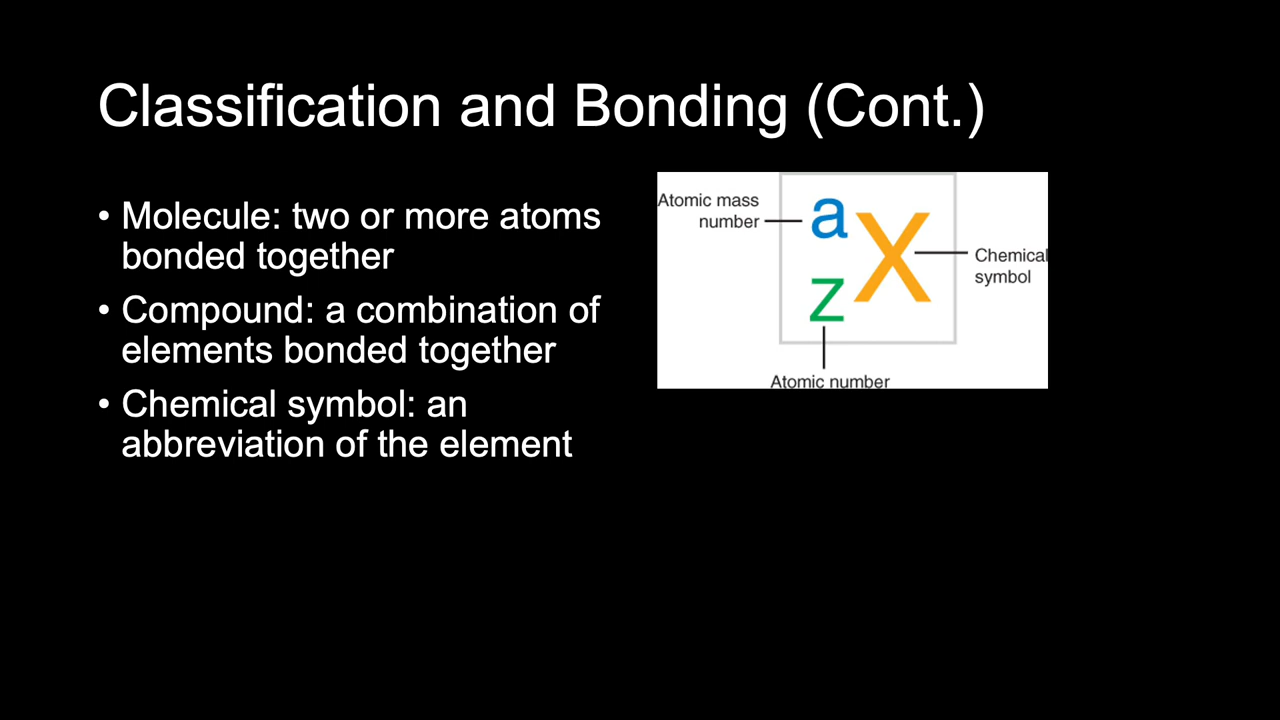 Classification and Bonding (Cont.)
• Molecule: two or more atoms
bonded together
• Compound: a combination of
elements bonded together
• Chemical symbol: an
abbreviation of the element
Atomic mass
number
a
X
z
Chemical
symbol
Atomic number